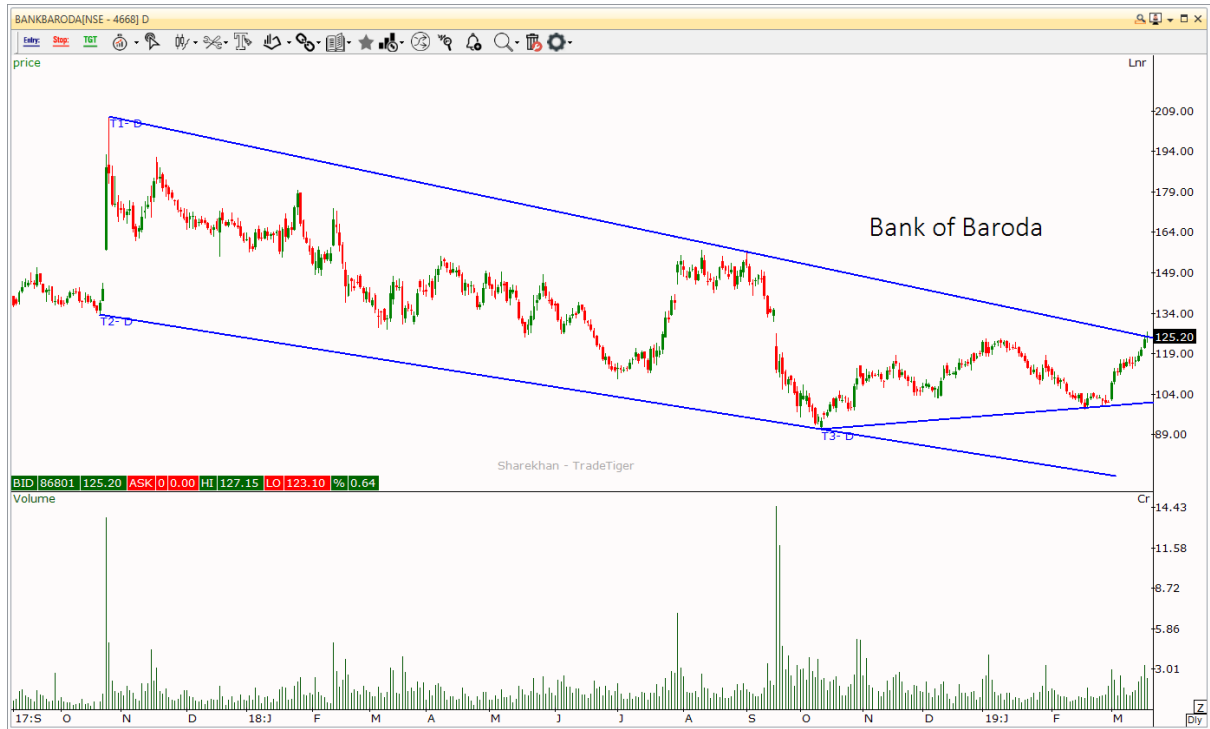 BANKBARODA[NSE - 4668] D
Entry: Stop: TGT
price
Lnr
T1- D
209.00
194.00
179.00
Bank of Baroda
164.00
149.00
134.00
T2- D
125.20
119.00
104.00
89.00
T3- D
Sharekhan - TradeTiger
BID 86801 125.20 ASK 0 0.00 HI 127.15 LO 123.10 % 0.64
Volume
Cr
14.43
11.58
8.72
5.86
3.01
17:S O N D 18:J F M A M J J A S O N D 19:J F M
Z
Dly